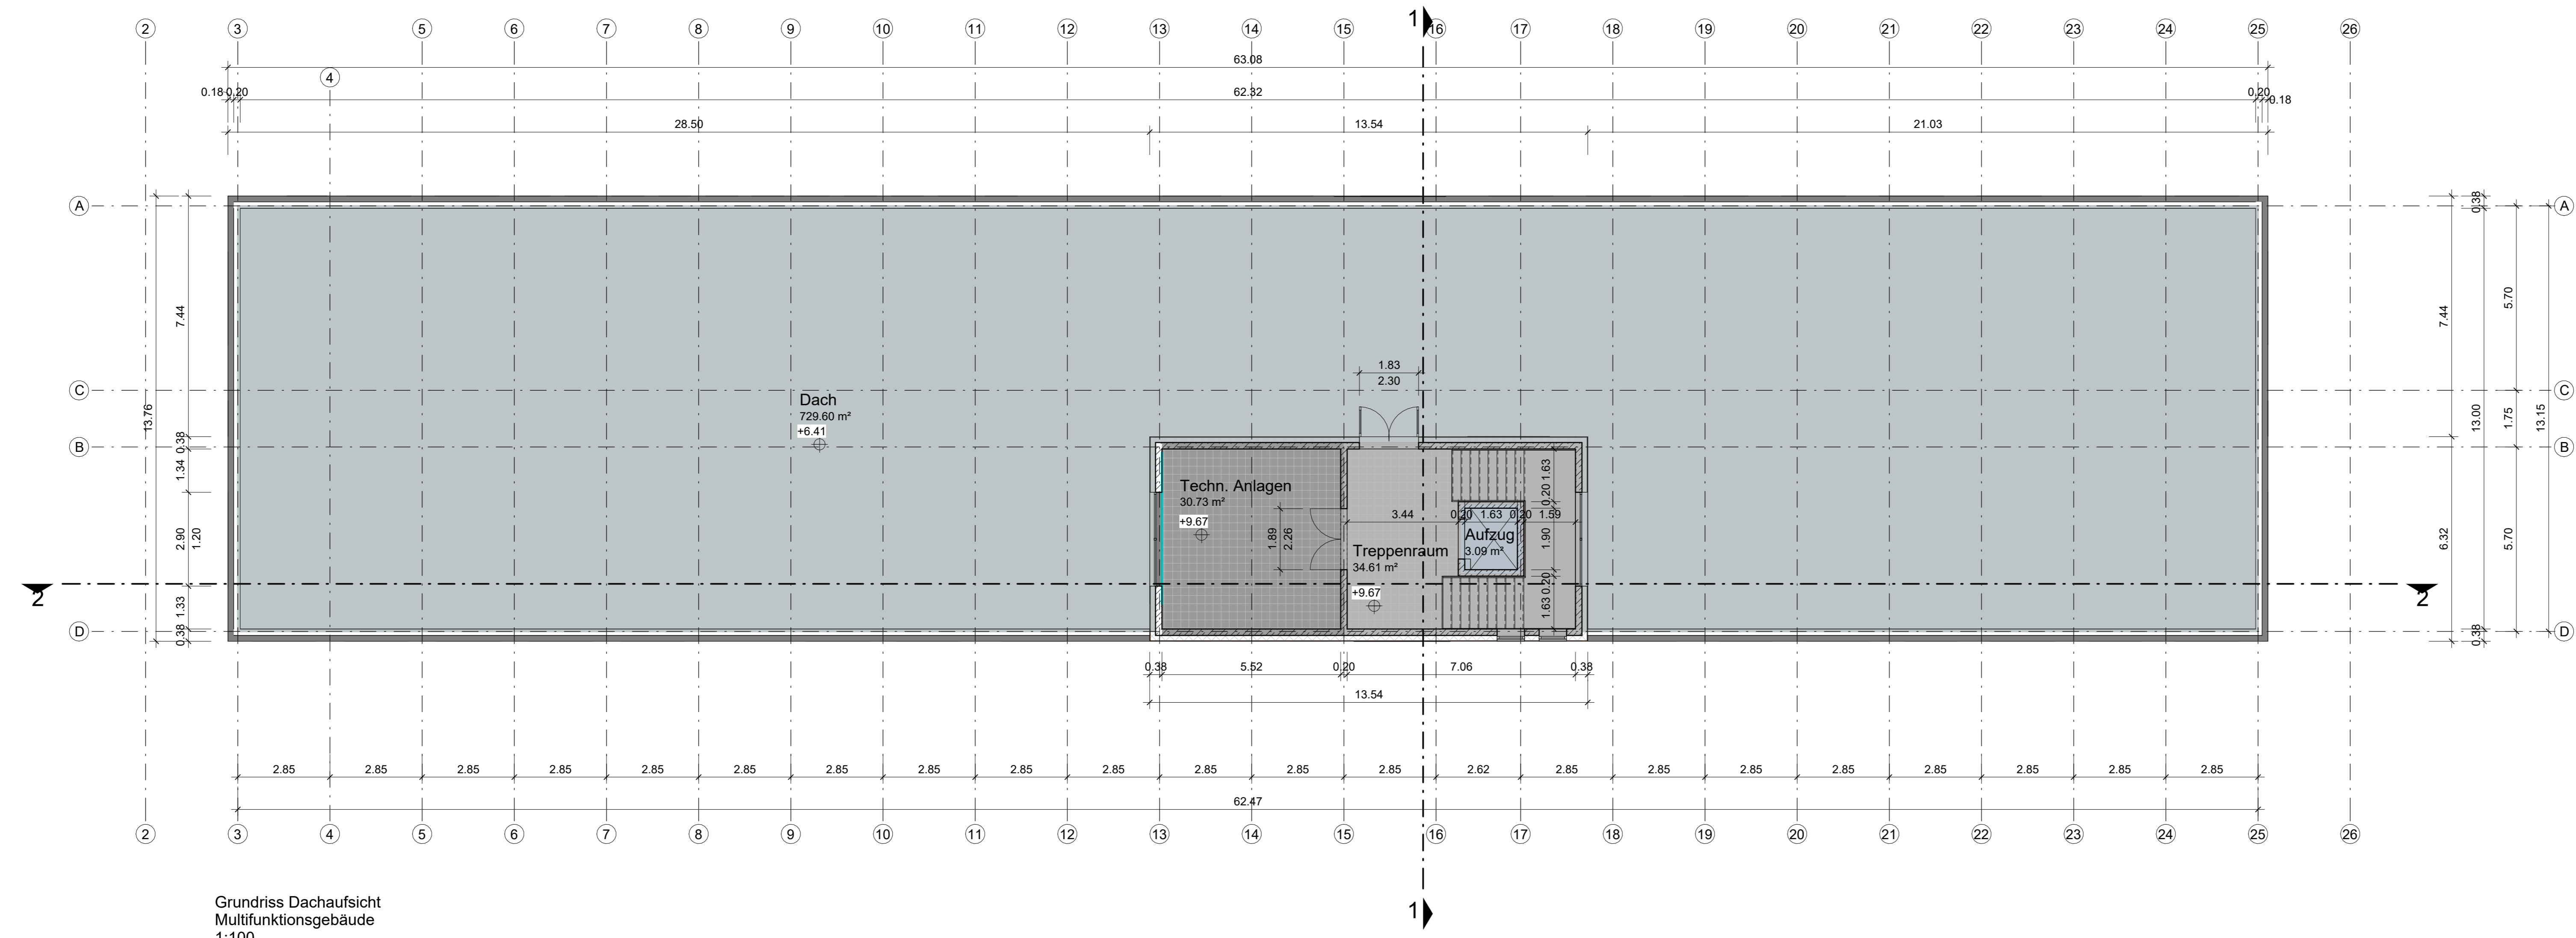 1
2 3 5 6 7 8 9 10 11 12 13 14 15 16 17 18 19 20 21 22 23 24 25 26
63.08
4
0.18 0.20 62.32 0.20 0.18
28.50 13.54 21.03
A A
0.38
7.44 5.70 7.44
1.83
2.30
C C
Dach
729.60 m²
+6.41
13.76 13.00 1.75 13.15
0.38
B B
1.34
Techn. Anlagen
30.73 m²
+9.67
1.63
0.20
3.44 0.20 1.63 0.20 1.59
2.90
1.20
1.89
2.26
Aufzug
3.09 m²
1.90
Treppenraum
34.61 m²
+9.67
6.32 5.70
0.20
1.63
2 2
1.33
0.38
D D
0.38
0.38 5.52 0.20 7.06 0.38
13.54
2.85 2.85 2.85 2.85 2.85 2.85 2.85 2.85 2.85 2.85 2.85 2.85 2.85 2.62 2.85 2.85 2.85 2.85 2.85 2.85 2.85 2.85
62.47
2 3 4 5 6 7 8 9 10 11 12 13 14 15 16 17 18 19 20 21 22 23 24 25 26
1
Grundriss Dachaufsicht
Multifunktionsgebäude
1:100